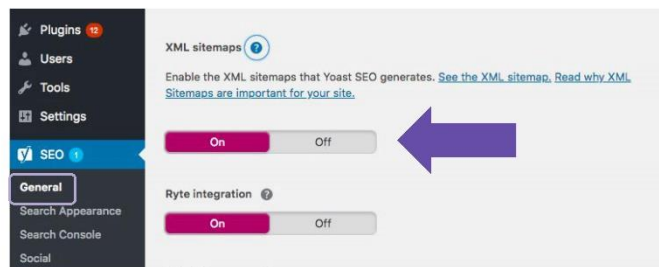 Plugins 12
Users
Tools
Settings
SEO 1
General
Search Appearance
Search Console
Social
XML sitemaps ?
Enable the XML sitemaps that Yoast SEO generates. See the XML sitemap. Read why XML
Sitemaps are important for your site.
On Off
Ryte integration ?
On Off